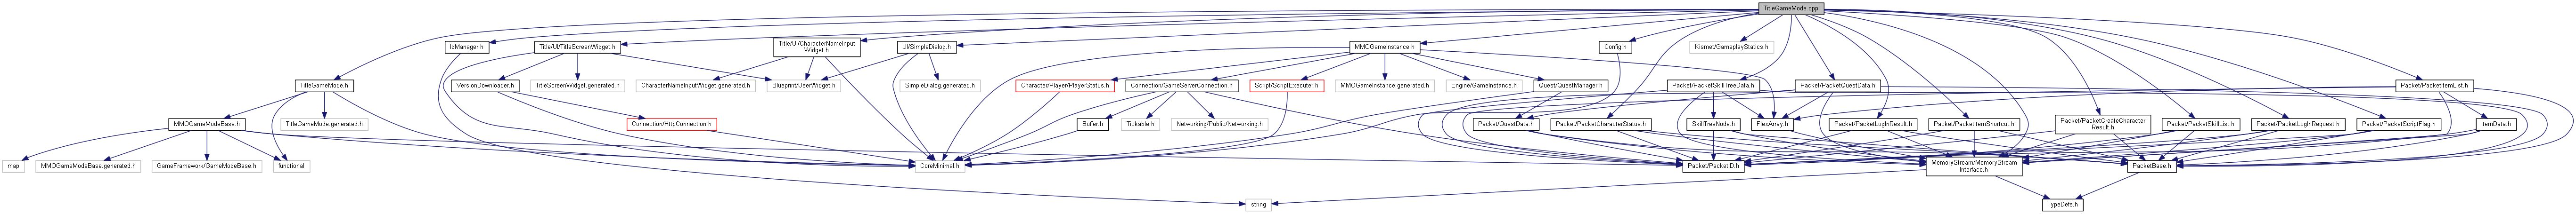 TitleGameMode.cpp
IdManager.h
Title/UI/TitleScreenWidget.h
Title/UI/CharacterNameInput
Widget.h
UI/SimpleDialog.h
MMOGameInstance.h
Config.h
Kismet/GameplayStatics.h
TitleGameMode.h
VersionDownloader.h
TitleScreenWidget.generated.h
CharacterNameInputWidget.generated.h
Blueprint/UserWidget.h
SimpleDialog.generated.h
Character/Player/PlayerStatus.h
Connection/GameServerConnection.h
Script/ScriptExecuter.h
MMOGameInstance.generated.h
Engine/GameInstance.h
Quest/QuestManager.h
Packet/PacketSkillTreeData.h
Packet/PacketQuestData.h
Packet/PacketItemList.h
MMOGameModeBase.h
TitleGameMode.generated.h
Connection/HttpConnection.h
Buffer.h
Tickable.h
Networking/Public/Networking.h
Packet/QuestData.h
Packet/PacketCharacterStatus.h
SkillTreeNode.h
FlexArray.h
Packet/PacketLogInResult.h
Packet/PacketItemShortcut.h
Packet/PacketCreateCharacter
Result.h
Packet/PacketSkillList.h
Packet/PacketLogInRequest.h
Packet/PacketScriptFlag.h
ItemData.h
map
MMOGameModeBase.generated.h
GameFramework/GameModeBase.h
functional
CoreMinimal.h
Packet/PacketID.h
MemoryStream/MemoryStream
Interface.h
PacketBase.h
string
TypeDefs.h